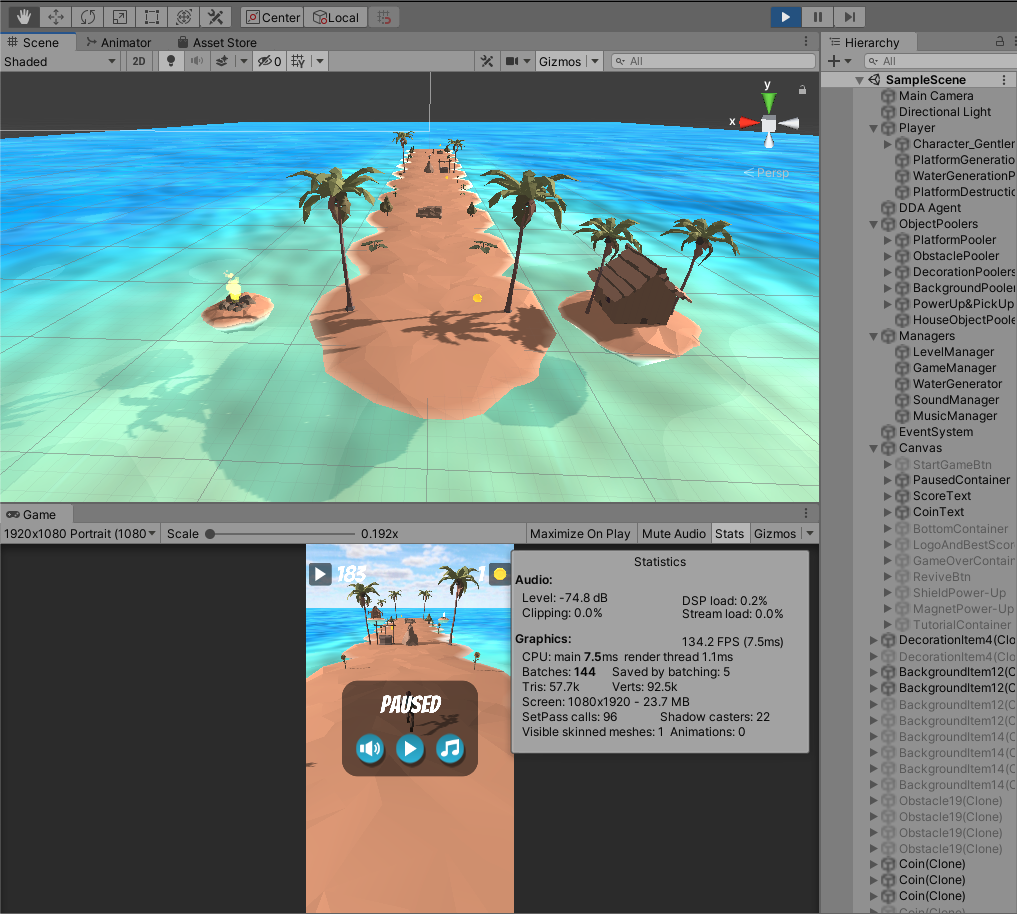 Center
Local
Scene
Animator
Asset Store
Hierarchy
Shaded
2D
0
Gizmos
All
All
SampleScene
Main Camera
Directional Light
Player
Character_Gentler
PlatformGeneratio
WaterGenerationP
PlatformDestructio
DDA Agent
ObjectPoolers
PlatformPooler
ObstaclePooler
DecorationPoolers
BackgroundPooler
PowerUp&PickUp
HouseObjectPoole
Managers
LevelManager
GameManager
WaterGenerator
SoundManager
MusicManager
EventSystem
Canvas
StartGameBtn
PausedContainer
ScoreText
CoinText
BottomContainer
LogoAndBestScor
GameOverContain
ReviveBtn
ShieldPower-Up
MagnetPower-Up
TutorialContainer
DecorationItem4(Clo
DecorationItem4(Clo
BackgroundItem12(C
BackgroundItem12(C
BackgroundItem12(C
BackgroundItem12(C
BackgroundItem14(C
BackgroundItem14(C
BackgroundItem14(C
BackgroundItem14(C
Obstacle19(Clone)
Obstacle19(Clone)
Obstacle19(Clone)
Obstacle19(Clone)
Coin(Clone)
Coin(Clone)
Coin(Clone)
Coin(Clone)
y
x
Persp
Game
1920x1080 Portrait (1080
Scale
0.192x
Maximize On Play
Mute Audio
Stats
Gizmos
183
1
PAUSED
Statistics
Audio:
Level: -74.8 dB
DSP load: 0.2%
Clipping: 0.0%
Stream load: 0.0%
Graphics:
134.2 FPS (7.5ms)
CPU: main 7.5ms render thread 1.1ms
Batches: 144 Saved by batching: 5
Tris: 57.7k Verts: 92.5k
Screen: 1080x1920 - 23.7 MB
SetPass calls: 96 Shadow casters: 22
Visible skinned meshes: 1 Animations: 0